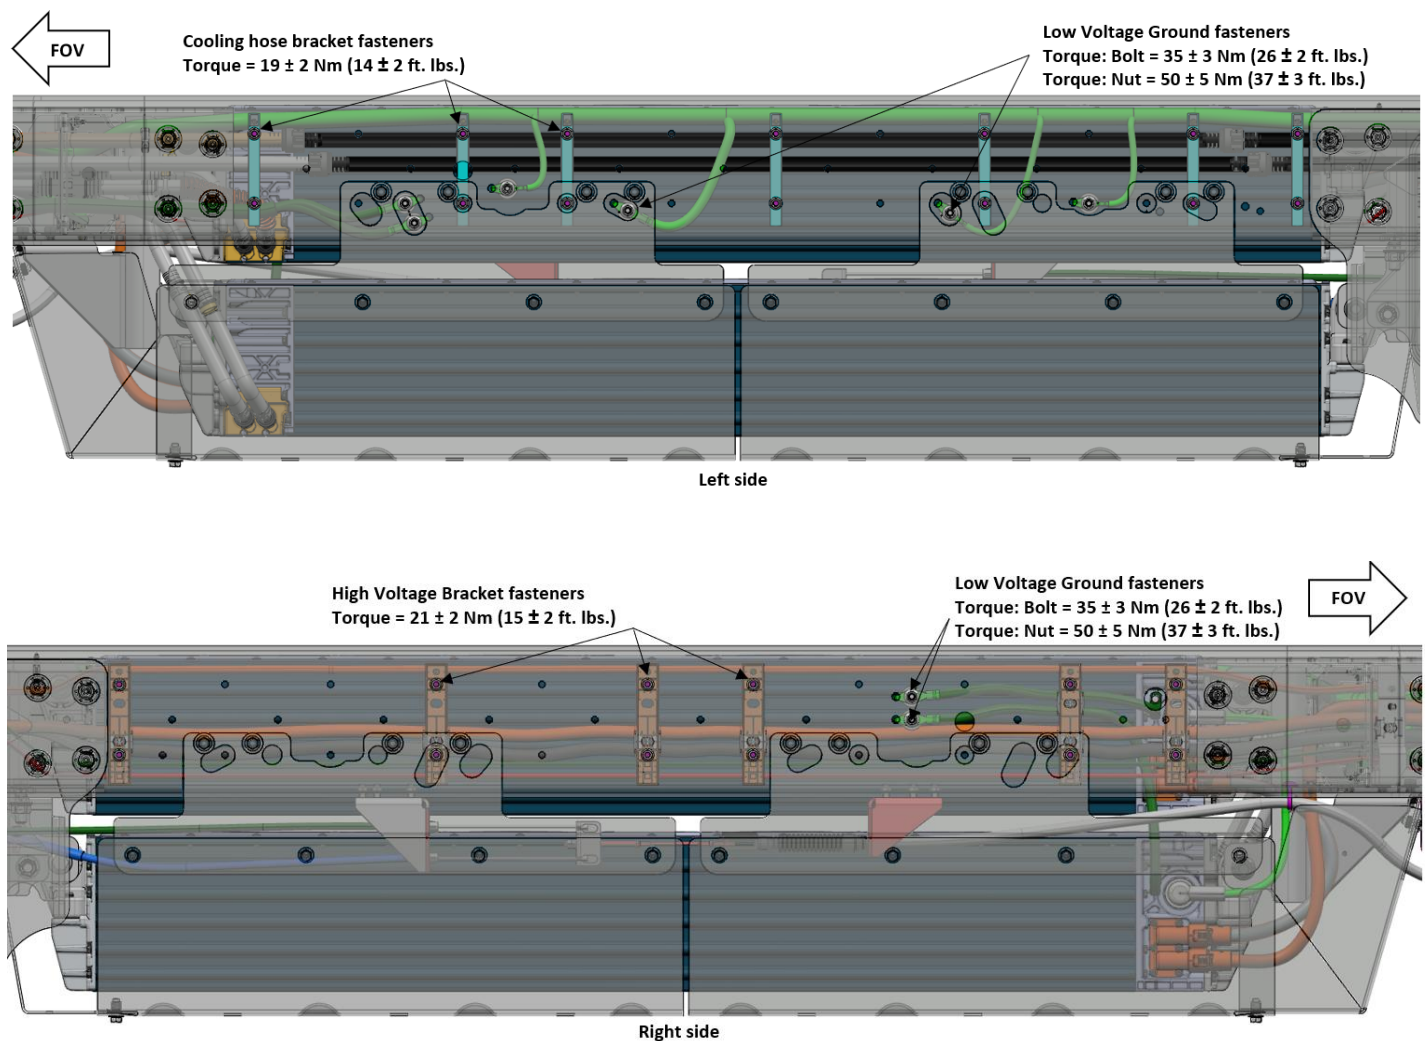 FOV
Cooling hose bracket fasteners
Torque = 19 ± 2 Nm (14 ± 2 ft. lbs.)
Low Voltage Ground fasteners
Torque: Bolt = 35 ± 3 Nm (26 ± 2 ft. lbs.)
Torque: Nut = 50 ± 5 Nm (37 ± 3 ft. lbs.)
Left side
High Voltage Bracket fasteners
Torque = 21 ± 2 Nm (15 ± 2 ft. lbs.)
Low Voltage Ground fasteners
Torque: Bolt = 35 ± 3 Nm (26 ± 2 ft. lbs.)
Torque: Nut = 50 ± 5 Nm (37 ± 3 ft. lbs.)
FOV
Right side